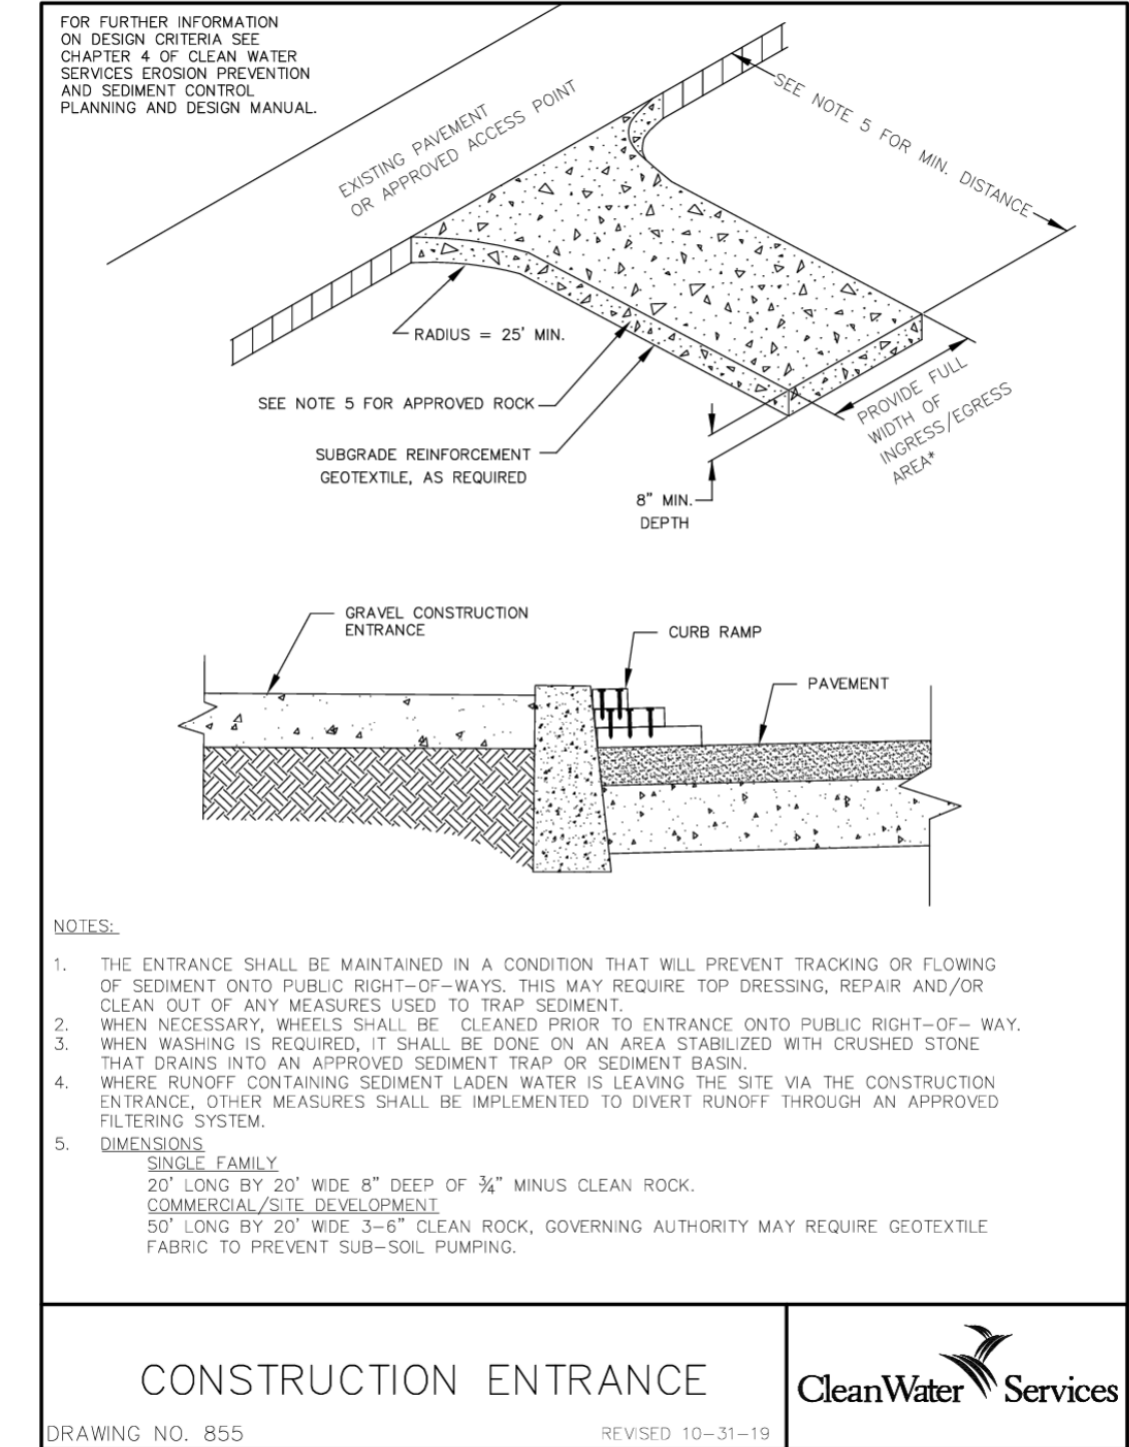 FOR FURTHER INFORMATION
ON DESIGN CRITERIA SEE
CHAPTER 4 OF CLEAN WATER
SERVICES EROSION PREVENTION
AND SEDIMENT CONTROL
PLANNING AND DESIGN MANUAL.
EXISTING PAVEMENT
OR APPROVED ACCESS POINT
SEE NOTE 5 FOR MIN. DISTANCE
RADIUS = 25' MIN.
SEE NOTE 5 FOR APPROVED ROCK
SUBGRADE REINFORCEMENT
GEOTEXTILE, AS REQUIRED
PROVIDE FULL
WIDTH OF
INGRESS/EGRESS
AREA*
8" MIN.
DEPTH
GRAVEL CONSTRUCTION
ENTRANCE
CURB RAMP
PAVEMENT
NOTES:
1. THE ENTRANCE SHALL BE MAINTAINED IN A CONDITION THAT WILL PREVENT TRACKING OR FLOWING
OF SEDIMENT ONTO PUBLIC RIGHT-OF-WAYS. THIS MAY REQUIRE TOP DRESSING, REPAIR AND/OR
CLEAN OUT OF ANY MEASURES USED TO TRAP SEDIMENT.
2. WHEN NECESSARY, WHEELS SHALL BE CLEANED PRIOR TO ENTRANCE ONTO PUBLIC RIGHT-OF- WAY.
3. WHEN WASHING IS REQUIRED, IT SHALL BE DONE ON AN AREA STABILIZED WITH CRUSHED STONE
THAT DRAINS INTO AN APPROVED SEDIMENT TRAP OR SEDIMENT BASIN.
4. WHERE RUNOFF CONTAINING SEDIMENT LADEN WATER IS LEAVING THE SITE VIA THE CONSTRUCTION
ENTRANCE, OTHER MEASURES SHALL BE IMPLEMENTED TO DIVERT RUNOFF THROUGH AN APPROVED
FILTERING SYSTEM.
5. DIMENSIONS
SINGLE FAMILY
20' LONG BY 20' WIDE 8" DEEP OF ¾" MINUS CLEAN ROCK.
COMMERCIAL/SITE DEVELOPMENT
50' LONG BY 20' WIDE 3-6" CLEAN ROCK, GOVERNING AUTHORITY MAY REQUIRE GEOTEXTILE
FABRIC TO PREVENT SUB-SOIL PUMPING.
CONSTRUCTION ENTRANCE
DRAWING NO. 855
REVISED 10-31-19
CleanWater Services